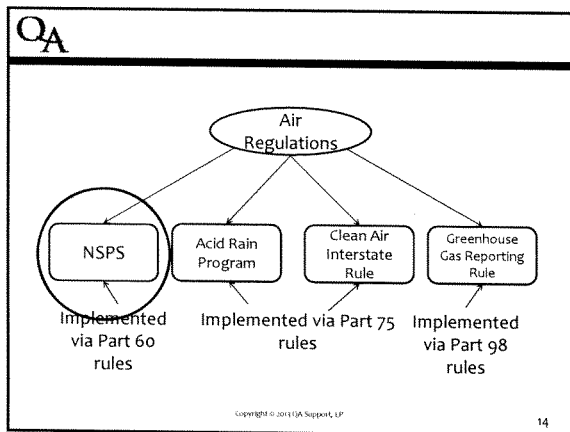 QA
Air
Regulations
NSPS
Acid Rain
Program
Clean Air
Interstate
Rule
Greenhouse
Gas Reporting
Rule
Implemented
via Part 60
rules
Implemented via Part 75
rules
Implemented
via Part 98
rules
Copyright © 2013 QA Support, LP
14